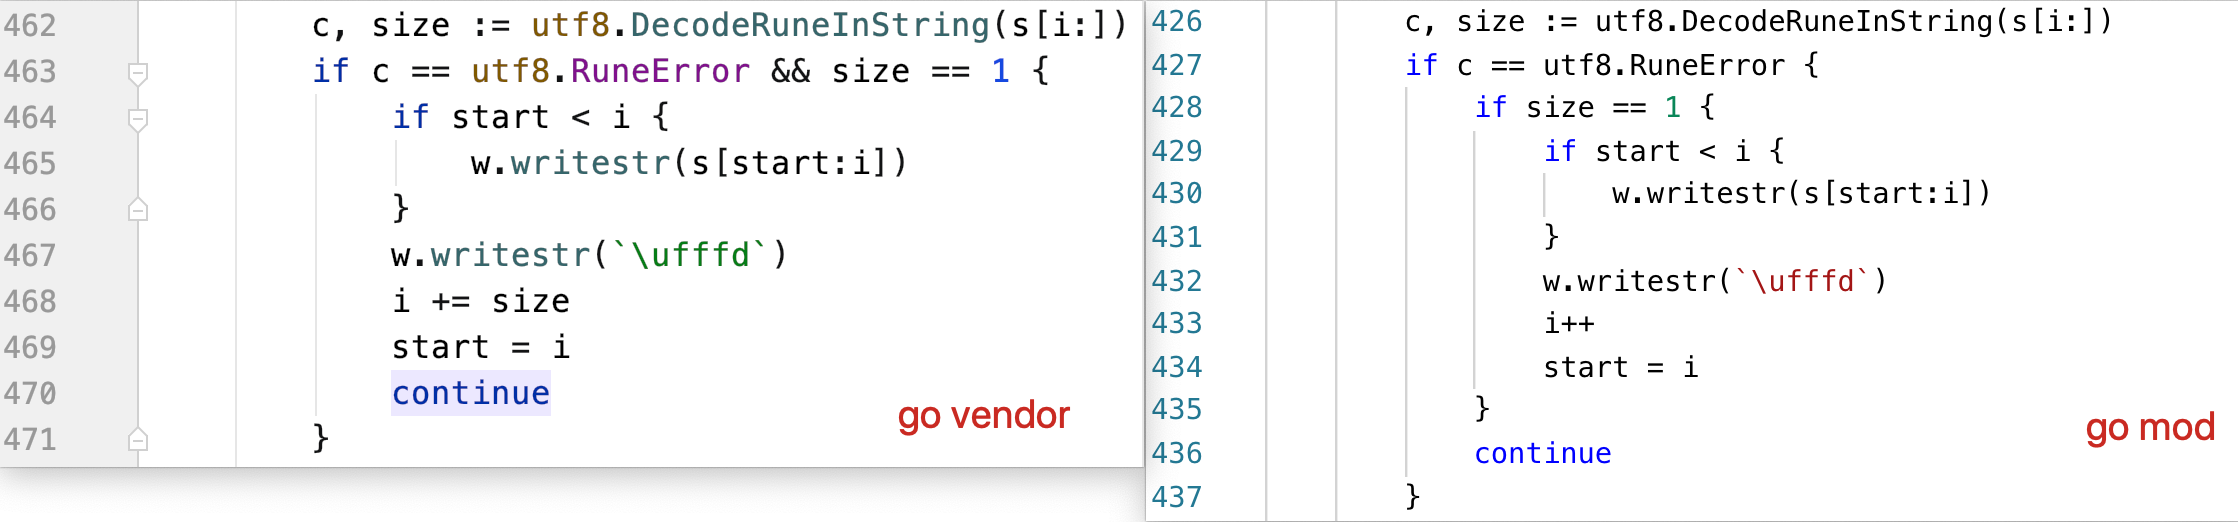 462 c, size := utf8.DecodeRuneInString(s[i:])
463 if c == utf8.RuneError && size == 1 {
464 if start < i {
465 w.writestr(s[start:i])
466 }
467 w.writestr(`\ufffd`)
468 i += size
469 start = i
470 continue
471 }
go vendor
426 c, size := utf8.DecodeRuneInString(s[i:])
427 if c == utf8.RuneError {
428 if size == 1 {
429 if start < i {
430 w.writestr(s[start:i])
431 }
432 w.writestr(`\ufffd`)
433 i++
434 start = i
435 }
436 continue
437 }
go mod